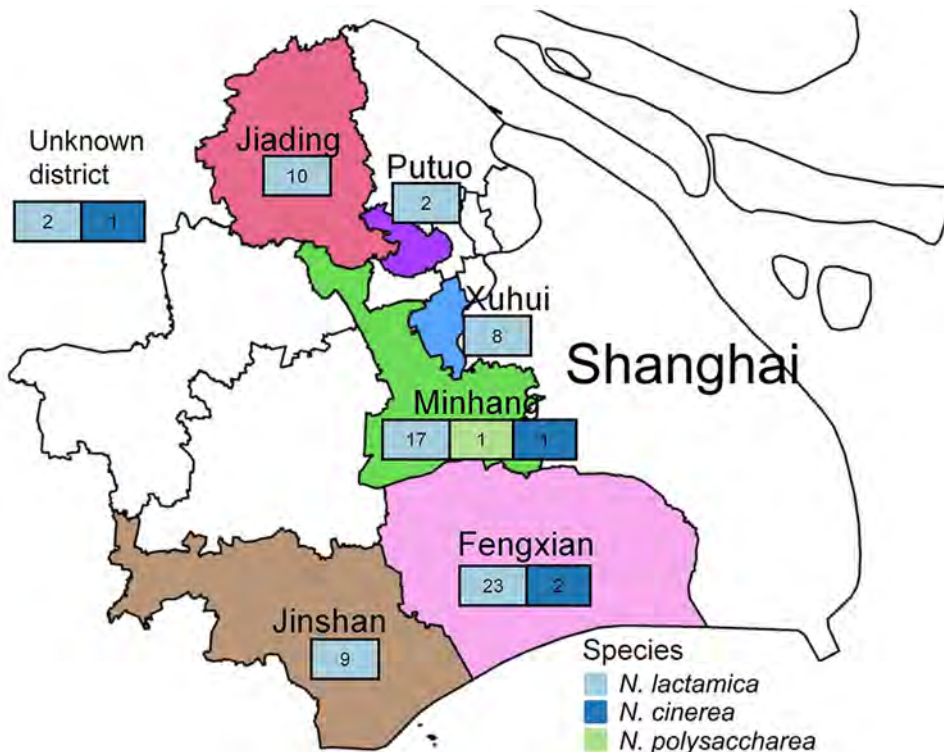 Jiading
10
Unknown
district
2 1
Putuo
2
Xuhui
8
Shanghai
Minhang
17 1 1
Fengxian
23 2
Jinshan
9
Species
N. lactamica
N. cinerea
N. polysaccharea